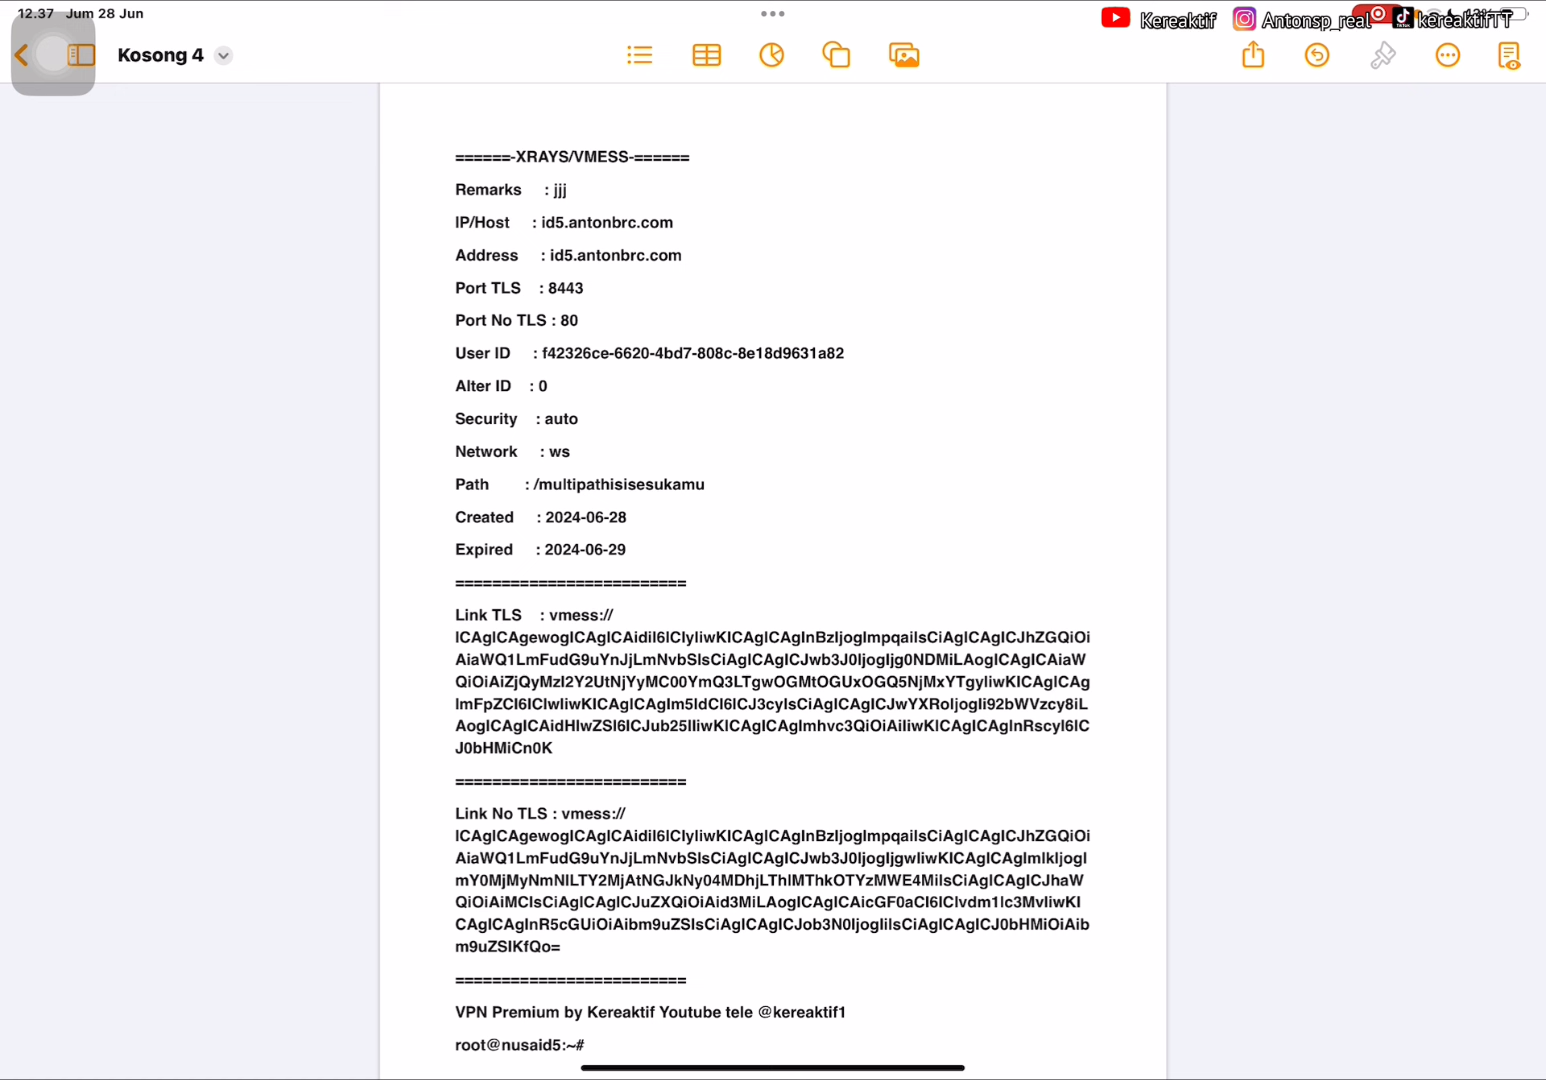 12.37 Jum 28 Jun
Kereaktif Antonsp_real kereaktifTT
Kosong 4
======-XRAYS/VMESS-======
Remarks : jjj
IP/Host : id5.antonbrc.com
Address : id5.antonbrc.com
Port TLS : 8443
Port No TLS : 80
User ID : f42326ce-6620-4bd7-808c-8e18d9631a82
Alter ID : 0
Security : auto
Network : ws
Path : /multipathisisesukamu
Created : 2024-06-28
Expired : 2024-06-29
=========================
Link TLS : vmess://
ICAgICAgewogICAgICAidiI6ICIyIiwKICAgICAgInBzIjogImpqaiIsCiAgICAgICJhZGQiOi
AiaWQ1LmFudG9uYnJjLmNvbSIsCiAgICAgICJwb3J0IjogIjg0NDMiLAogICAgICAiaW
QiOiAiZjQyMzI2Y2UtNjYyMC00YmQ3LTgwOGMtOGUxOGQ5NjMxYTgyIiwKICAgICAg
ImFpZCI6ICIwIiwKICAgICAgIm5ldCI6ICJ3cyIsCiAgICAgICJwYXRoIjogIi92bWVzcy8iL
AogICAgICAidHlwZSI6ICJub25lIiwKICAgICAgImhvc3QiOiAiIiwKICAgICAgInRscyI6IC
J0bHMiCn0K
=========================
Link No TLS : vmess://
ICAgICAgewogICAgICAidiI6ICIyIiwKICAgICAgInBzIjogImpqaiIsCiAgICAgICJhZGQiOi
AiaWQ1LmFudG9uYnJjLmNvbSIsCiAgICAgICJwb3J0IjogIjgwIiwKICAgICAgImlkIjogI
mY0MjMyNmNlLTY2MjAtNGJkNy04MDhjLThlMThkOTYzMWE4MiIsCiAgICAgICJhaW
QiOiAiMCIsCiAgICAgICJuZXQiOiAid3MiLAogICAgICAicGF0aCI6ICIvdm1lc3MvIiwKI
CAgICAgInR5cGUiOiAibm9uZSIsCiAgICAgICJob3N0IjogIiIsCiAgICAgICJ0bHMiOiAib
m9uZSIKfQo=
=========================
VPN Premium by Kereaktif Youtube tele @kereaktif1
root@nusaid5:~#